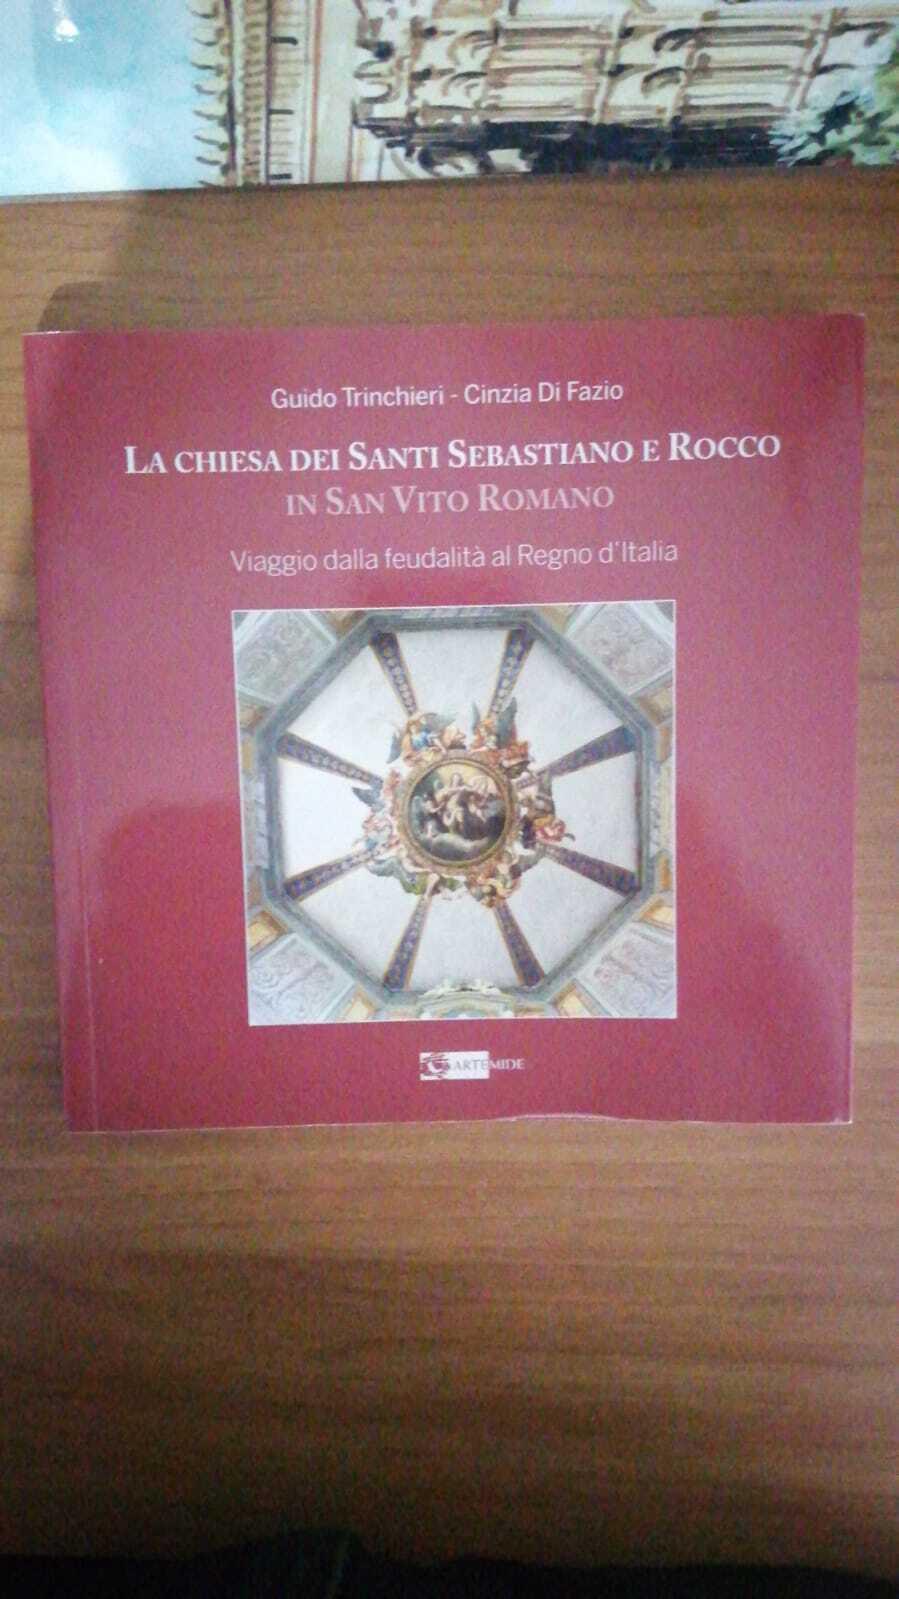 Guido Trinchieri - Cinzia Di Fazio
LA CHIESA DEI SANTI SEBASTIANO E ROCCO
IN SAN VITO ROMANO
Viaggio dalla feudalità al Regno d'Italia
ARTEMIDE